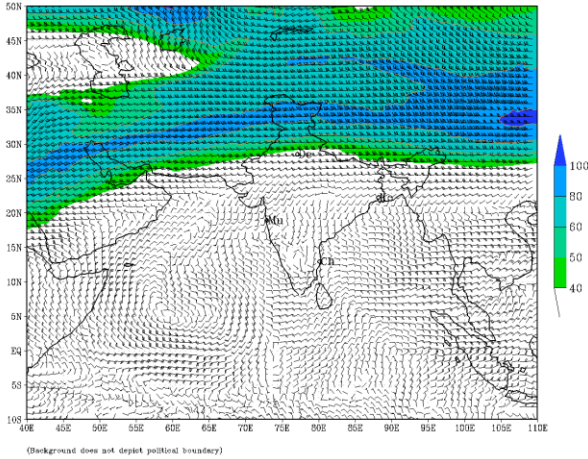 50N
45N
40N
35N
30N
25N
20N
15N
10N
5N
EQ
5S
10S
40E 45E 50E 55E 60E 65E 70E 75E 80E 85E 90E 95E 100E 105E 110E
De
Ko
Mu
Ch
100
80
60
50
40
(Background does not depict political boundary)